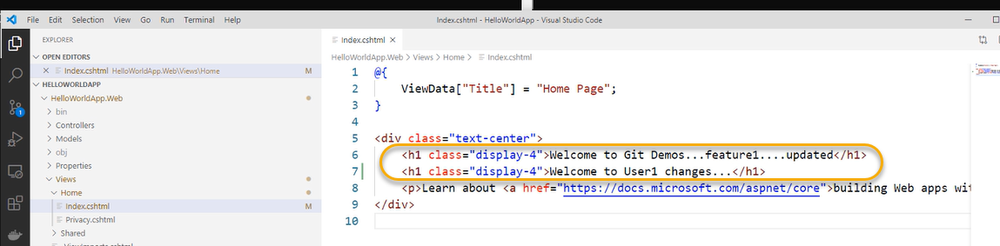 File Edit Selection View Go Run Terminal Help
Index.cshtml - HelloWorldApp - Visual Studio Code
EXPLORER
OPEN EDITORS
Index.cshtml HelloWorldApp.Web\Views\Home M
HELLOWORLDAPP
HelloWorldApp.Web
bin
Controllers
Models
obj
Properties
Views
Home
Index.cshtml M
Privacy.cshtml
Shared
_ViewImports.cshtml
1
Index.cshtml
HelloWorldApp.Web > Views > Home > Index.cshtml
1 @{
2 ViewData["Title"] = "Home Page";
3 }
4
5 <div class="text-center">
6 <h1 class="display-4">Welcome to Git Demos...feature1....updated</h1>
7 <h1 class="display-4">Welcome to User1 changes...</h1>
8 <p>Learn about <a href="https://docs.microsoft.com/aspnet/core">building Web apps wit
9 </div>
10